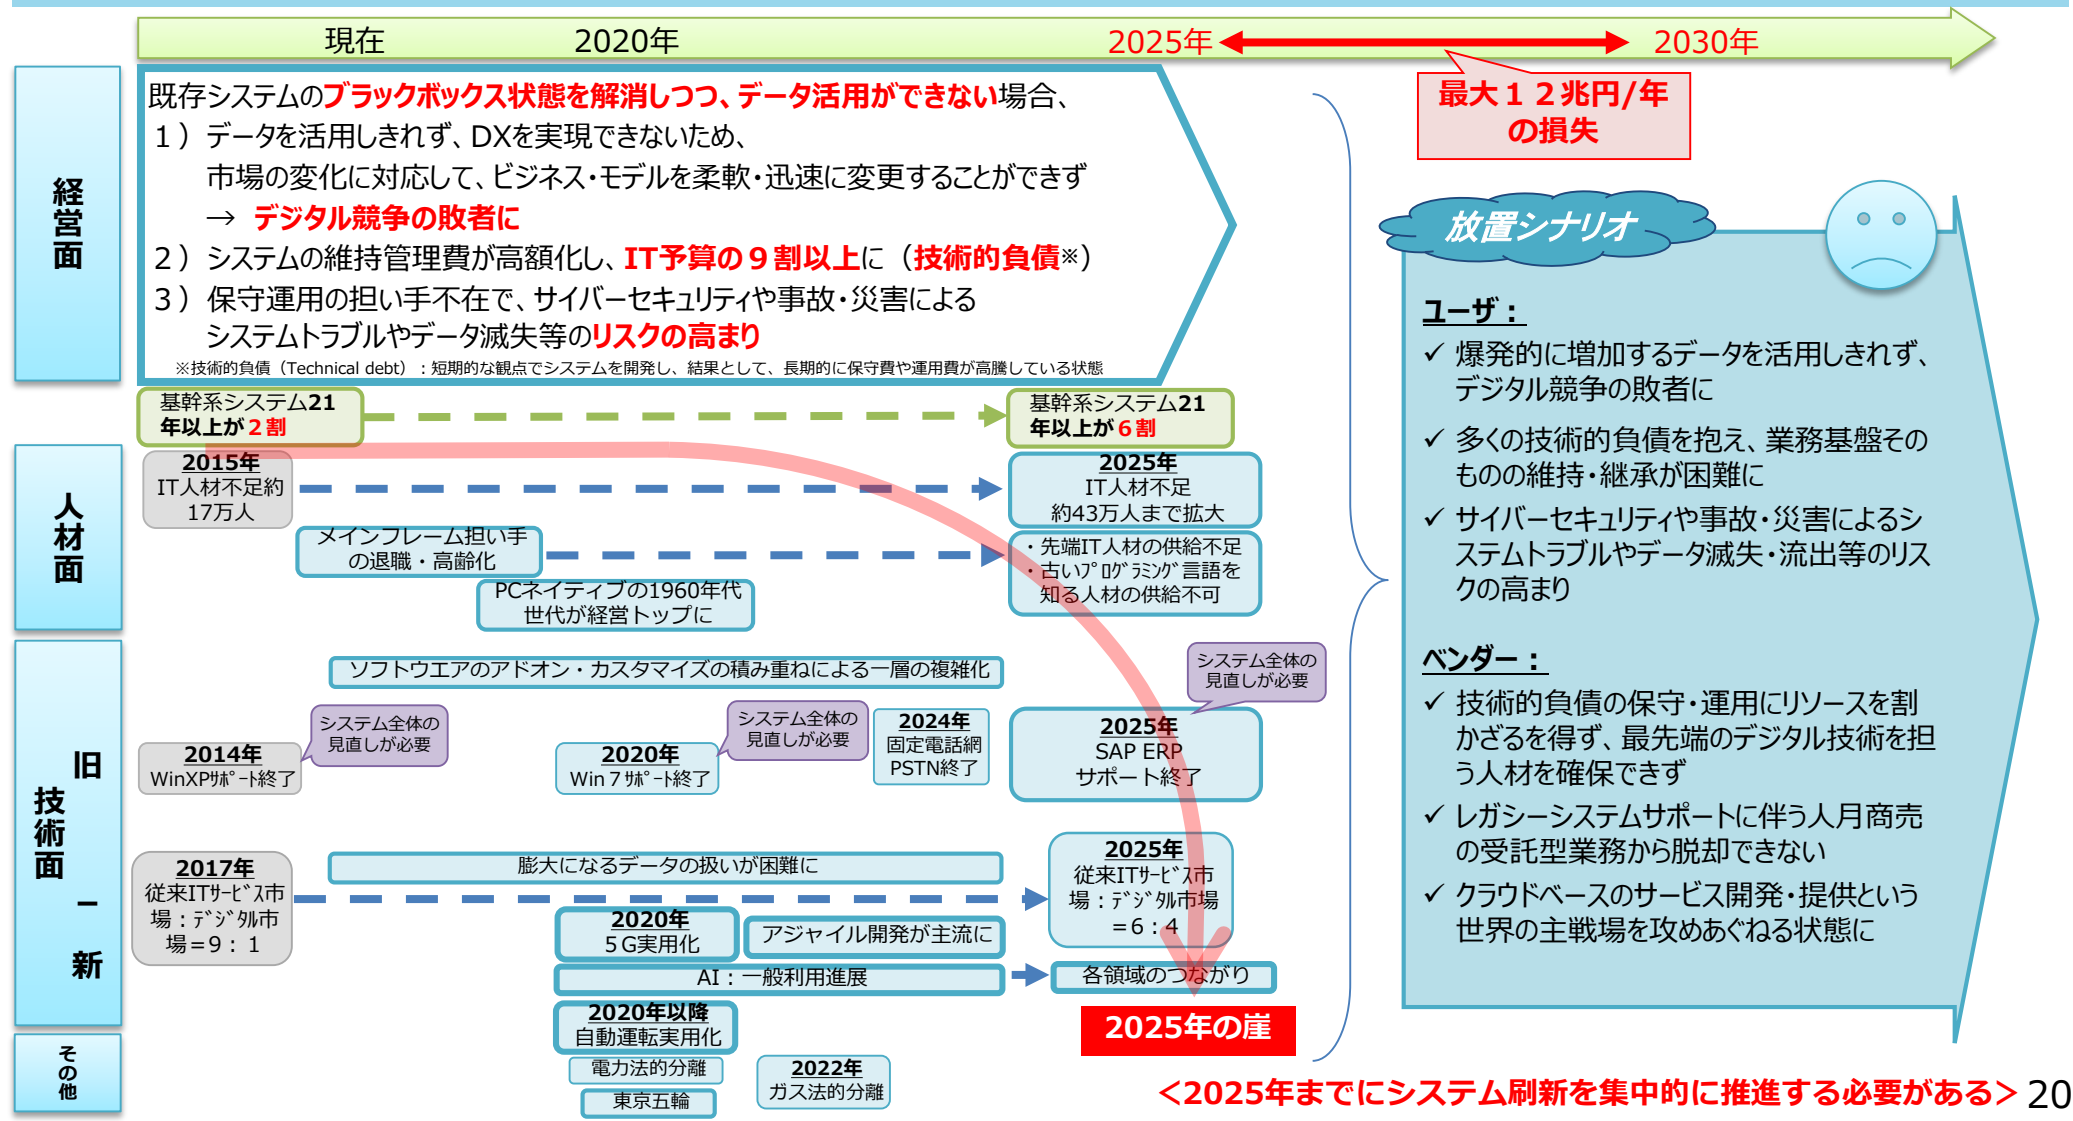 現在
2020年
2025年
2030年
最大１２兆円/年
の損失
経営面
既存システムのブラックボックス状態を解消しつつ、データ活用ができない場合、
１）データを活用しきれず、DXを実現できないため、
市場の変化に対応して、ビジネス・モデルを柔軟・迅速に変更することができず
→ デジタル競争の敗者に
２）システムの維持管理費が高額化し、IT予算の９割以上に（技術的負債※）
３）保守運用の担い手不在で、サイバーセキュリティや事故・災害による
システムトラブルやデータ滅失等のリスクの高まり
※技術的負債（Technical debt）：短期的な観点でシステムを開発し、結果として、長期的に保守費や運用費が高騰している状態
基幹系システム21
年以上が２割
基幹系システム21
年以上が６割
人材面
2015年
IT人材不足約
17万人
2025年
IT人材不足
約43万人まで拡大
メインフレーム担い手
の退職・高齢化
・先端IT人材の供給不足
・古いﾌﾟﾛｸﾞﾗﾐﾝｸﾞ言語を
知る人材の供給不可
PCネイティブの1960年代
世代が経営トップに
技術面
旧
ー
新
ソフトウエアのアドオン・カスタマイズの積み重ねによる一層の複雑化
システム全体の
見直しが必要
システム全体の
見直しが必要
システム全体の
見直しが必要
2014年
WinXPｻﾎﾟｰﾄ終了
2020年
Win７ｻﾎﾟｰﾄ終了
2024年
固定電話網
PSTN終了
2025年
SAP ERP
サポート終了
2017年
従来ITｻｰﾋﾞｽ市
場：ﾃﾞｼﾞﾀﾙ市
場＝9：1
膨大になるデータの扱いが困難に
2025年
従来ITｻｰﾋﾞｽ市
場：ﾃﾞｼﾞﾀﾙ市場
＝6：4
2020年
５G実用化
アジャイル開発が主流に
AI：一般利用進展
各領域のつながり
2020年以降
自動運転実用化
2025年の崖
その他
電力法的分離
2022年
ガス法的分離
東京五輪
放置シナリオ
ユーザ：
✓ 爆発的に増加するデータを活用しきれず、
デジタル競争の敗者に
✓ 多くの技術的負債を抱え、業務基盤その
ものの維持・継承が困難に
✓ サイバーセキュリティや事故・災害によるシ
ステムトラブルやデータ滅失・流出等のリス
クの高まり
ベンダー：
✓ 技術的負債の保守・運用にリソースを割
かざるを得ず、最先端のデジタル技術を担
う人材を確保できず
✓ レガシーシステムサポートに伴う人月商売
の受託型業務から脱却できない
✓ クラウドベースのサービス開発・提供という
世界の主戦場を攻めあぐねる状態に
＜2025年までにシステム刷新を集中的に推進する必要がある＞
20